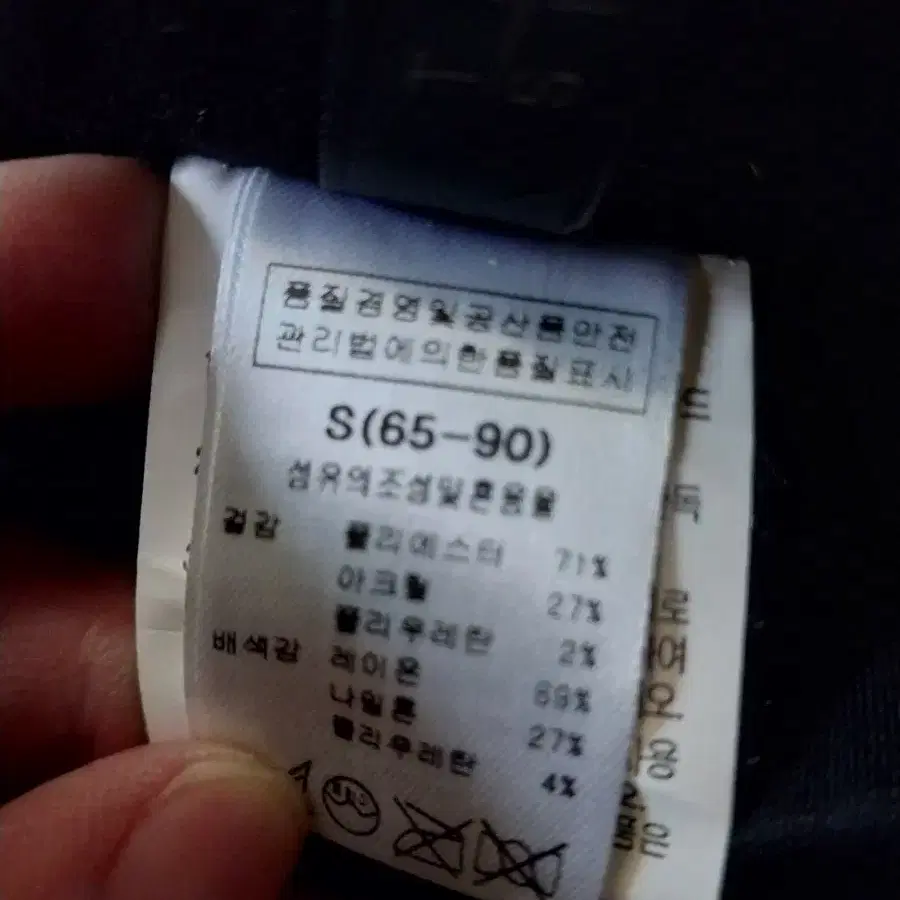 품질경영및공산품안전
관리법에의한품질표시
S(65-90)
섬유의조성및혼용율
겉감 폴리에스터 71%
아크릴 27%
폴리우레탄 2%
배색감 레이온 69%
나일론 27%
폴리우레탄 4%